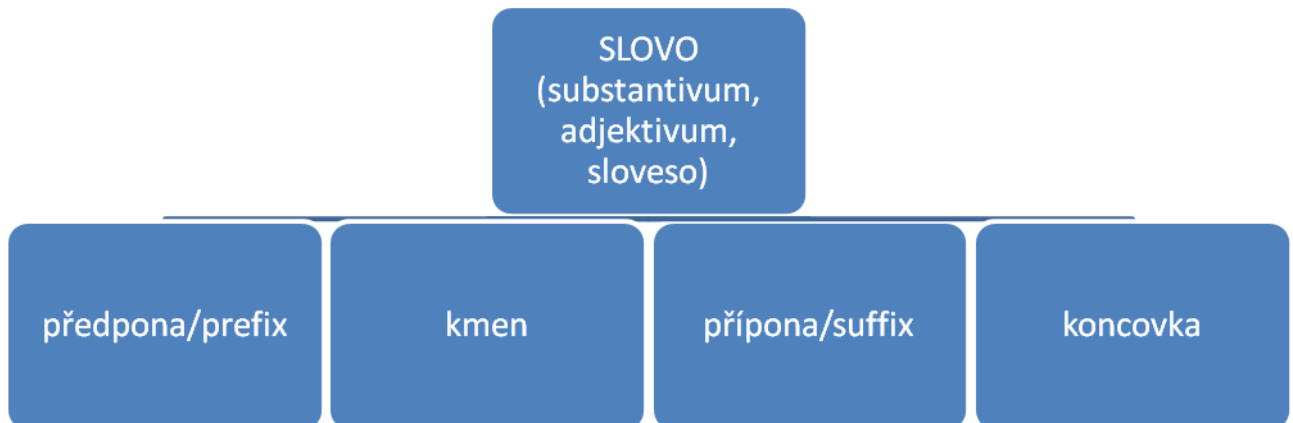 SLOVO
(substantivum,
adjektivum,
sloveso)
předpona/prefix
kmen
přípona/suffix
koncovka